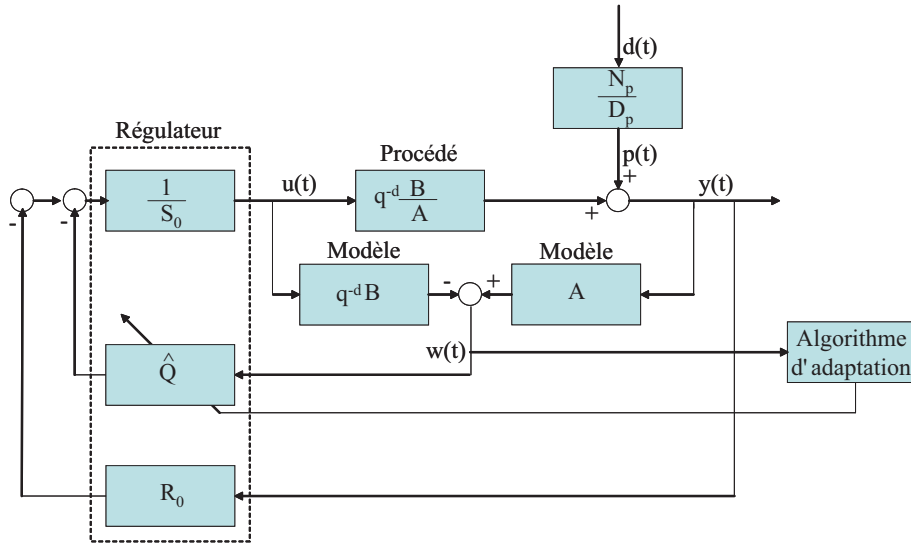 d(t)
N_p
D_p
Régulateur
Procédé
p(t)
+
1
S_0
u(t)
q^-d B
A
+
y(t)
-
-
Modèle
Modèle
q^-d B
-
+
A
w(t)
Algorithme
d'adaptation
Q̂
R_0